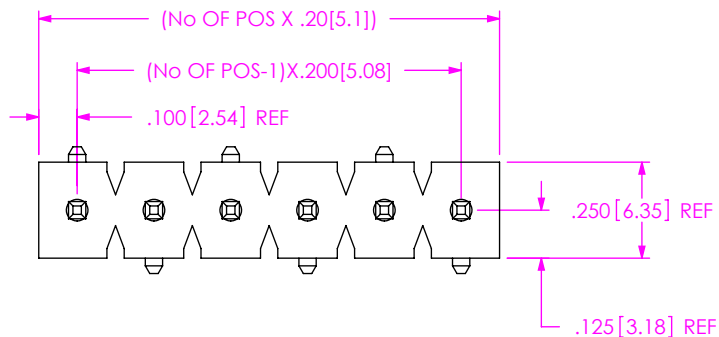 (No OF POS X .20[5.1])
(No OF POS-1)X.200[5.08]
.100[2.54] REF
.250[6.35] REF
.125[3.18] REF